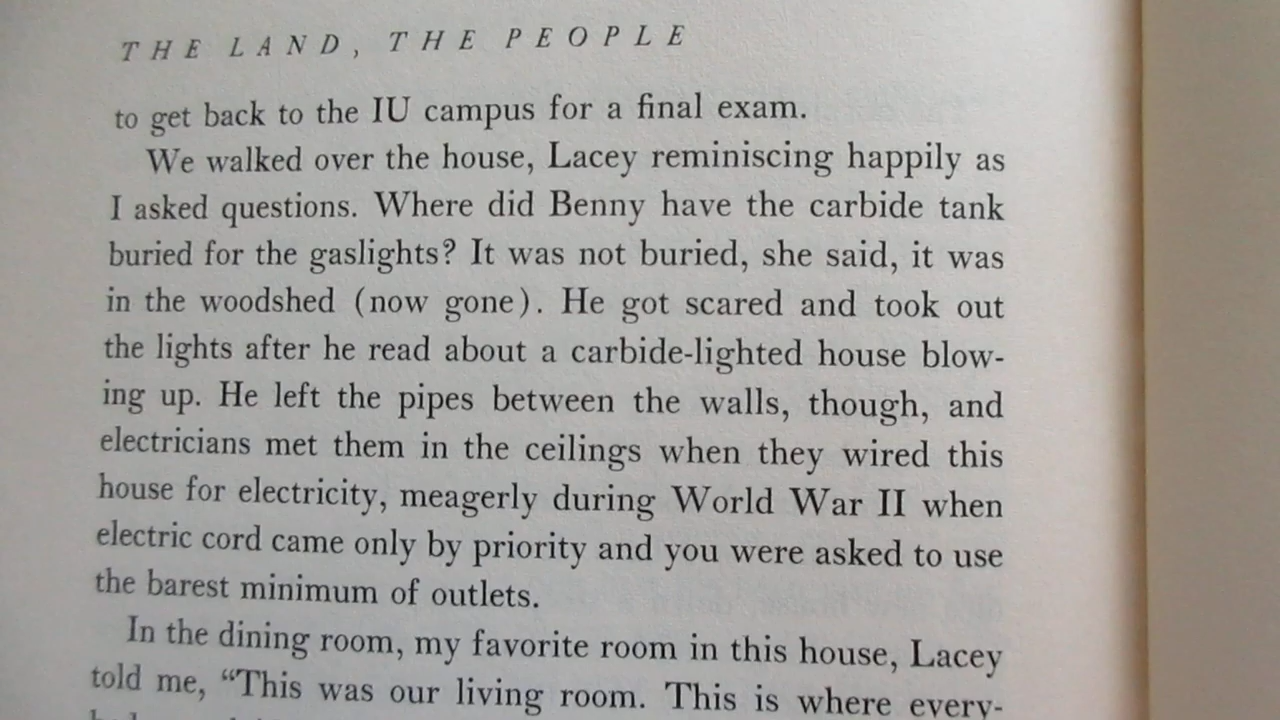 THE LAND, THE PEOPLE
to get back to the IU campus for a final exam.
We walked over the house, Lacey reminiscing happily as
I asked questions. Where did Benny have the carbide tank
buried for the gaslights? It was not buried, she said, it was
in the woodshed (now gone). He got scared and took out
the lights after he read about a carbide-lighted house blow-
ing up. He left the pipes between the walls, though, and
electricians met them in the ceilings when they wired this
house for electricity, meagerly during World War II when
electric cord came only by priority and you were asked to use
the barest minimum of outlets.
In the dining room, my favorite room in this house, Lacey
told me, “This was our living room. This is where every-